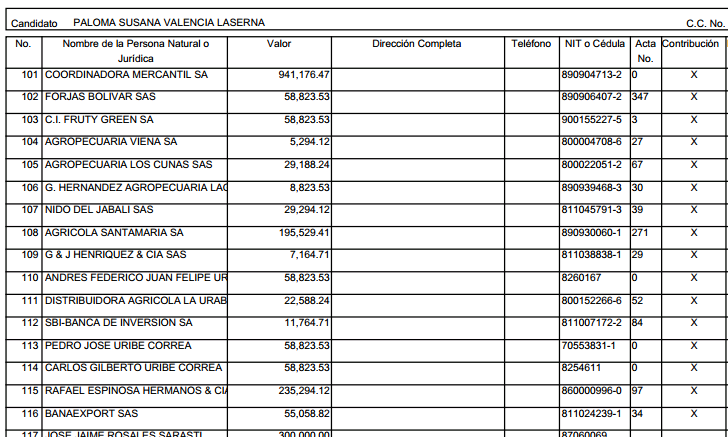 Candidato PALOMA SUSANA VALENCIA LASERNA C.C. No.
No. Nombre de la Persona Natural o Jurídica Valor Dirección Completa Teléfono NIT o Cédula Acta No. Contribución
101 COORDINADORA MERCANTIL SA 941,176.47 890904713-2 0 X
102 FORJAS BOLIVAR SAS 58,823.53 890906407-2 347 X
103 C.I. FRUTY GREEN SA 58,823.53 900155227-5 3 X
104 AGROPECUARIA VIENA SA 5,294.12 800004708-6 27 X
105 AGROPECUARIA LOS CUNAS SAS 29,188.24 800022051-2 67 X
106 G. HERNANDEZ AGROPECUARIA LAG 8,823.53 890939468-3 30 X
107 NIDO DEL JABALI SAS 29,294.12 811045791-3 39 X
108 AGRICOLA SANTAMARIA SA 195,529.41 890930060-1 271 X
109 G & J HENRIQUEZ & CIA SAS 7,164.71 811038838-1 29 X
110 ANDRES FEDERICO JUAN FELIPE UR 58,823.53 8260167 0 X
111 DISTRIBUIDORA AGRICOLA LA URAB 22,588.24 800152266-6 52 X
112 SBI-BANCA DE INVERSION SA 11,764.71 811007172-2 84 X
113 PEDRO JOSE URIBE CORREA 58,823.53 70553831-1 0 X
114 CARLOS GILBERTO URIBE CORREA 58,823.53 8254611 0 X
115 RAFAEL ESPINOSA HERMANOS & CIA 235,294.12 860000996-0 97 X
116 BANAEXPORT SAS 55,058.82 811024239-1 34 X
117 JOSE JAIME ROSALES SARASTI 300,000.00 87060069